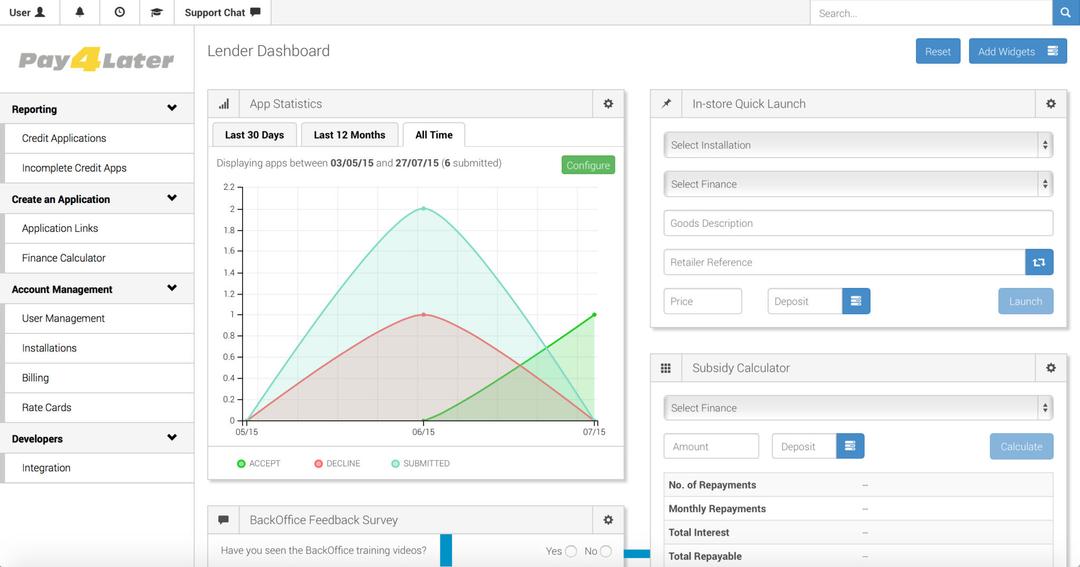 User
Support Chat
Search...
Pay4Later
Lender Dashboard
Reset
Add Widgets
Reporting
Credit Applications
Incomplete Credit Apps
Create an Application
Application Links
Finance Calculator
Account Management
User Management
Installations
Billing
Rate Cards
Developers
Integration
App Statistics
Last 30 Days
Last 12 Months
All Time
Displaying apps between 03/05/15 and 27/07/15 (6 submitted)
Configure
2.2
2
1.8
1.6
1.4
1.2
1
0.8
0.6
0.4
0.2
0
05/15
06/15
07/15
ACCEPT
DECLINE
SUBMITTED
BackOffice Feedback Survey
Have you seen the BackOffice training videos?
Yes
No
In-store Quick Launch
Select Installation
Select Finance
Goods Description
Retailer Reference
Price
Deposit
Launch
Subsidy Calculator
Select Finance
Amount
Deposit
Calculate
No. of Repayments --
Monthly Repayments --
Total Interest --
Total Repayable --